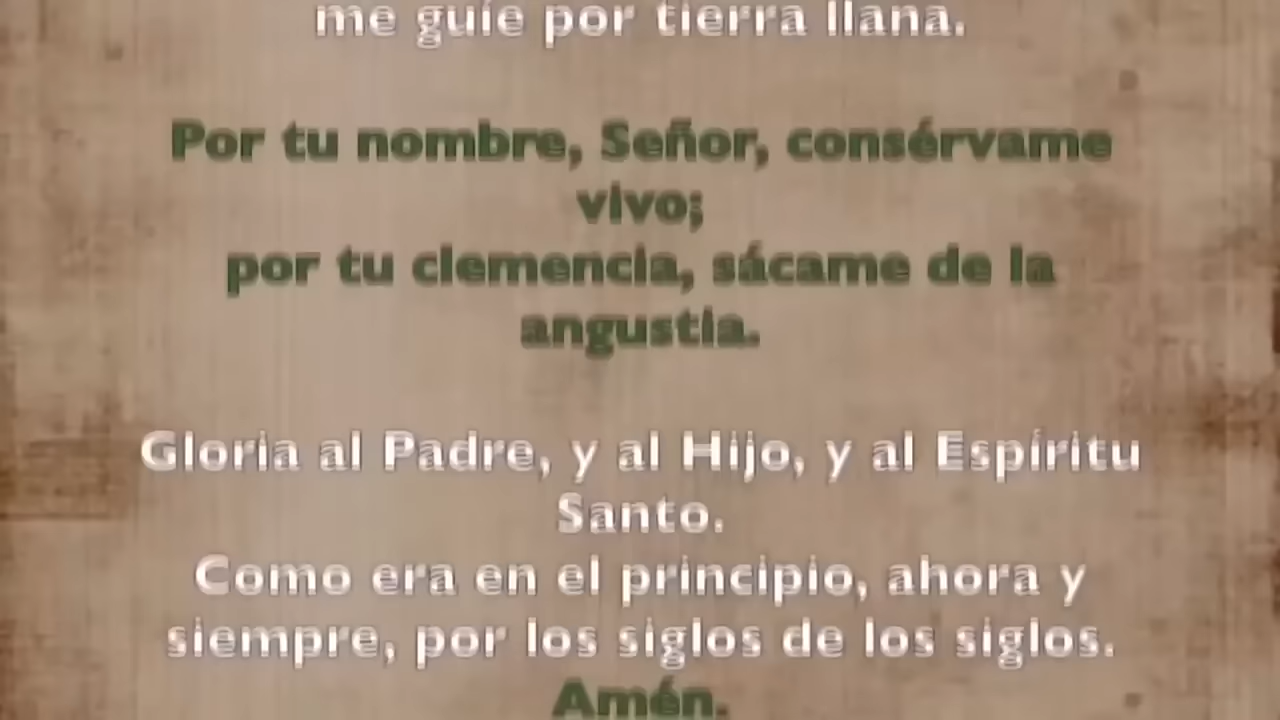 me guíe por tierra llana.
Por tu nombre, Señor, consérvame
vivo;
por tu clemencia, sácame de la
angustia.
Gloria al Padre, y al Hijo, y al Espíritu
Santo.
Como era en el principio, ahora y
siempre, por los siglos de los siglos.
Amén.